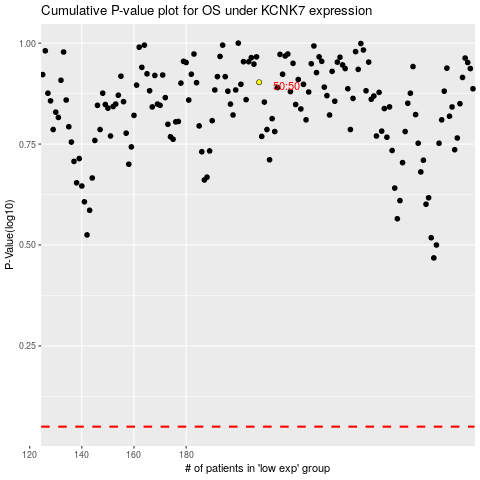 Cumulative P-value plot for OS under KCNK7 expression
P-Value(log10)
1.00
0.75
0.50
0.25
50:50
120 140 160 180
# of patients in 'low exp' group